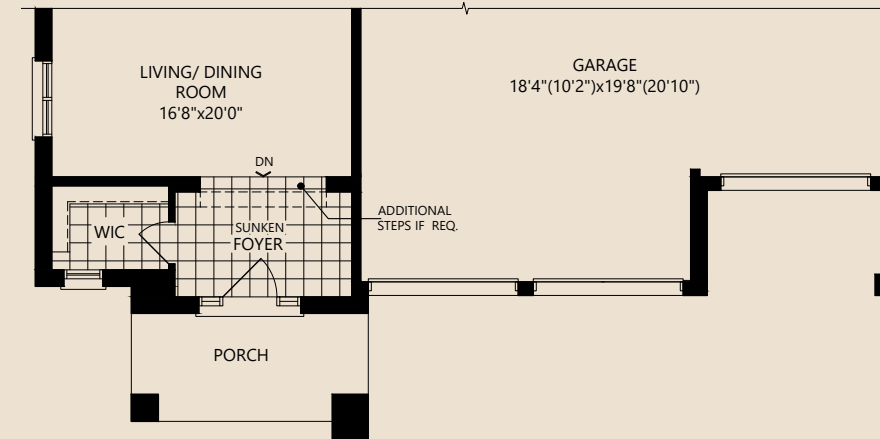 LIVING/ DINING
ROOM
16'8"x20'0"
GARAGE
18'4"(10'2")x19'8"(20'10")
DN
ADDITIONAL
STEPS IF REQ.
WIC
SUNKEN
FOYER
PORCH